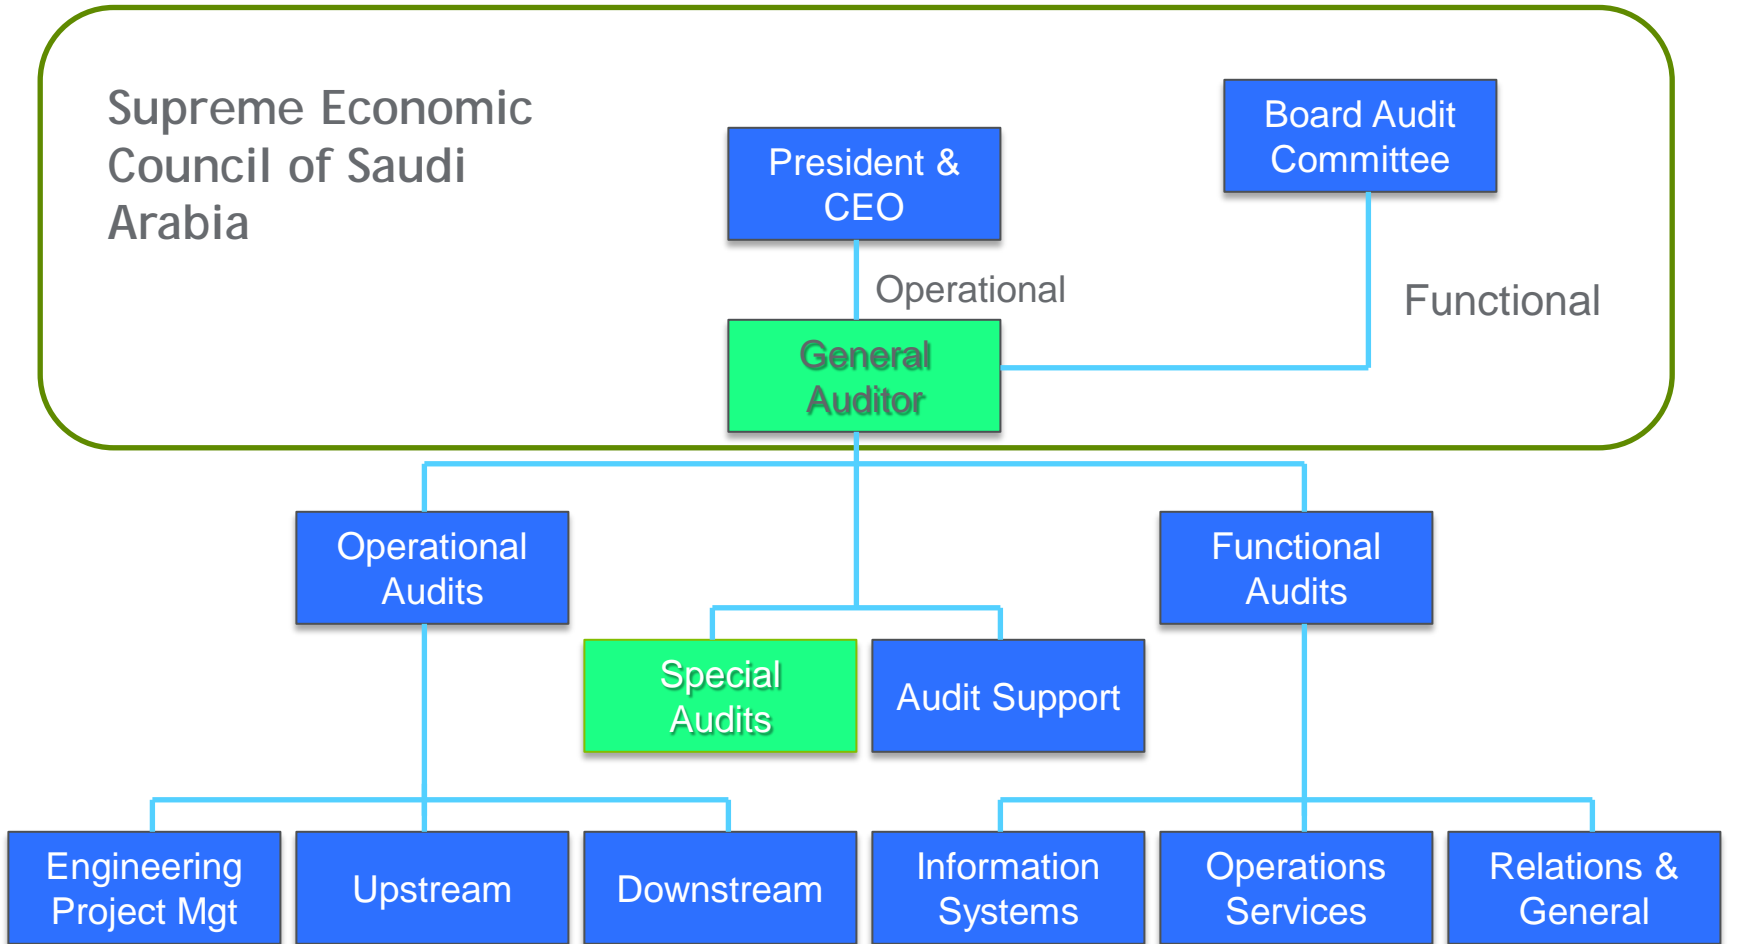 Supreme Economic
Council of Saudi
Arabia
President &
CEO
Board Audit
Committee
Operational
Functional
General
Auditor
Operational
Audits
Functional
Audits
Special
Audits
Audit Support
Engineering
Project Mgt
Upstream
Downstream
Information
Systems
Operations
Services
Relations &
General